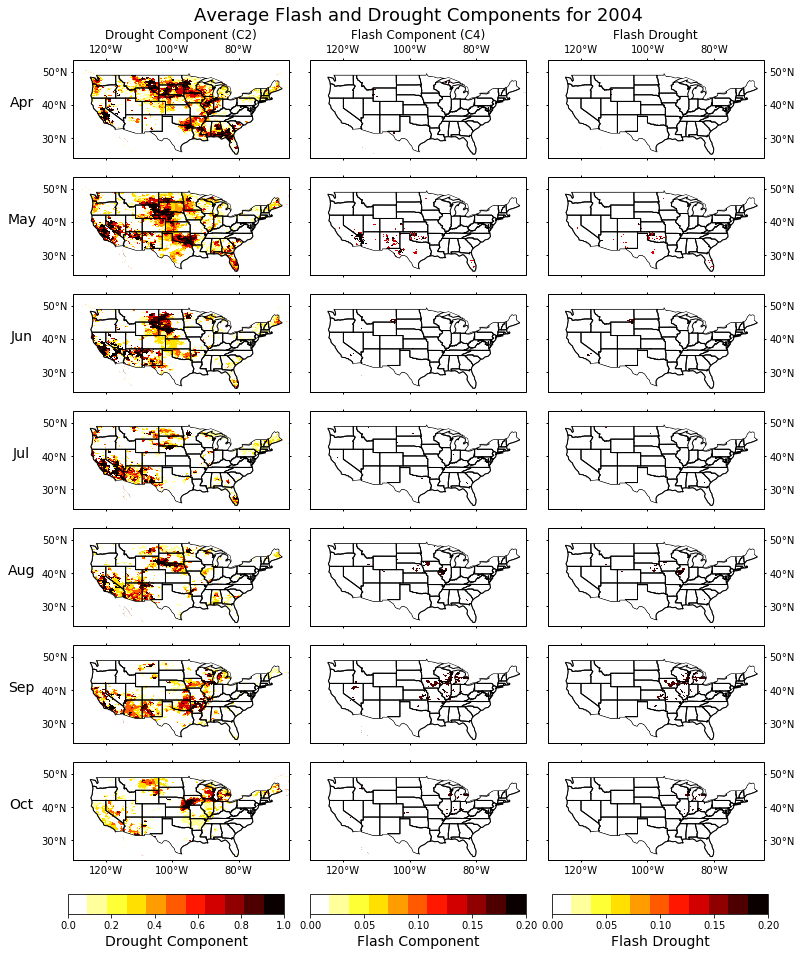 Average Flash and Drought Components for 2004
Drought Component (C2) Flash Component (C4) Flash Drought
120°W 100°W 80°W 120°W 100°W 80°W 120°W 100°W 80°W
50°N 50°N
Apr 40°N 40°N
30°N 30°N
50°N 50°N
May 40°N 40°N
30°N 30°N
50°N 50°N
Jun 40°N 40°N
30°N 30°N
50°N 50°N
Jul 40°N 40°N
30°N 30°N
50°N 50°N
Aug 40°N 40°N
30°N 30°N
50°N 50°N
Sep 40°N 40°N
30°N 30°N
50°N 50°N
Oct 40°N 40°N
30°N 30°N
120°W 100°W 80°W 120°W 100°W 80°W 120°W 100°W 80°W
0.0 0.2 0.4 0.6 0.8 1.0 0.00 0.05 0.10 0.15 0.20 0.00 0.05 0.10 0.15 0.20
Drought Component Flash Component Flash Drought